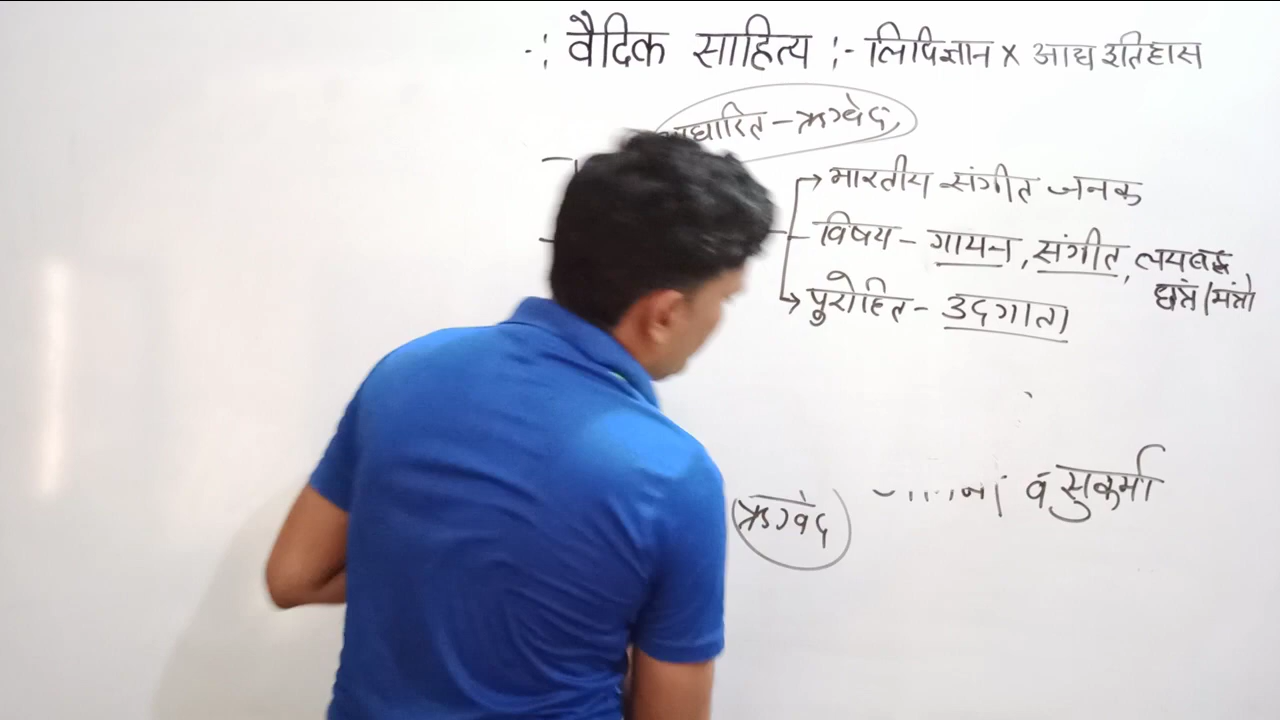 -: वैदिक साहित्य :- लिपिज्ञान x आद्य इतिहास
आधारित - ऋग्वेद,
भारतीय संगीत जनक
विषय - गायन, संगीत, लयबद्ध
छंत्रों/मंत्रो
पुरोहित - उदगाता
व सुकर्मा
ऋग्वेद